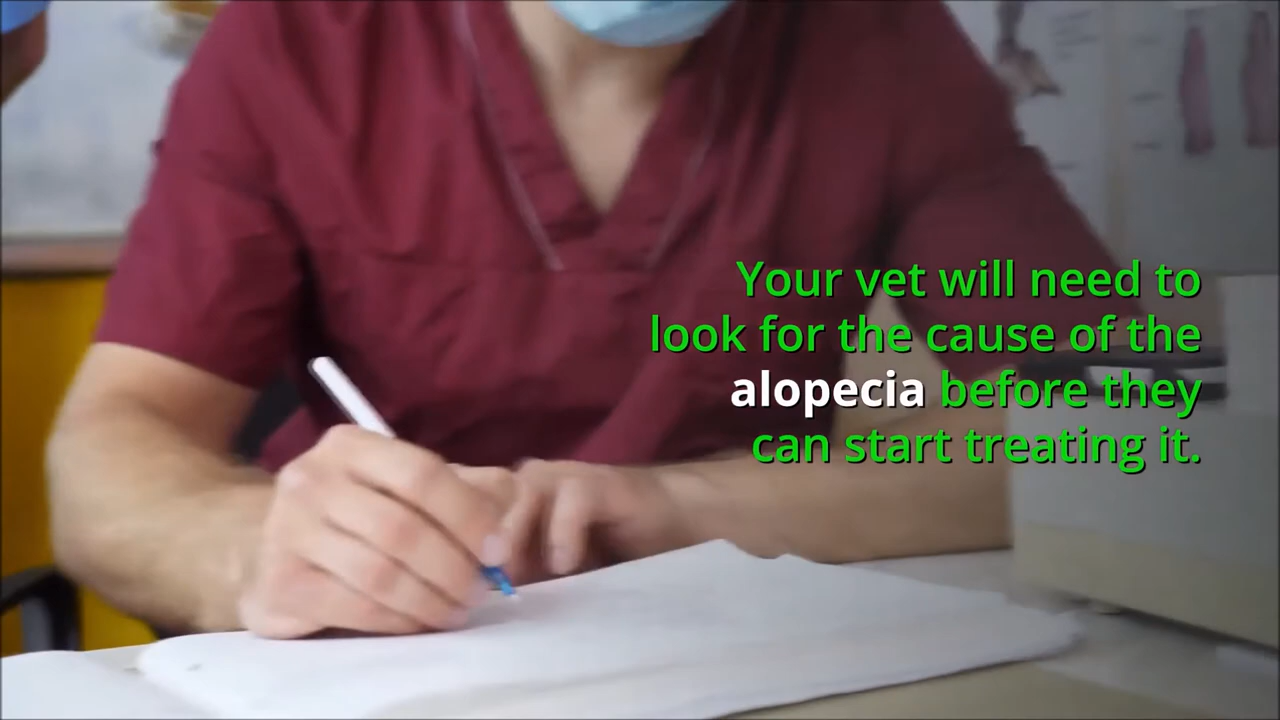 Your vet will need to
look for the cause of the
alopecia before they
can start treating it.